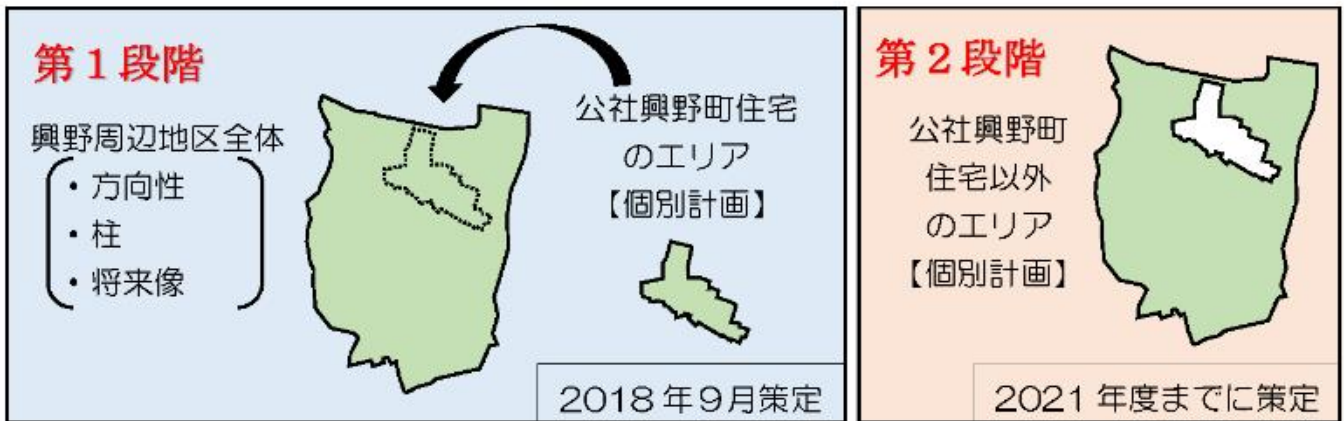 第1段階
興野周辺地区全体
・方向性
・柱
・将来像
公社興野町住宅
のエリア
【個別計画】
2018年9月策定
第2段階
公社興野町
住宅以外
のエリア
【個別計画】
2021年度までに策定